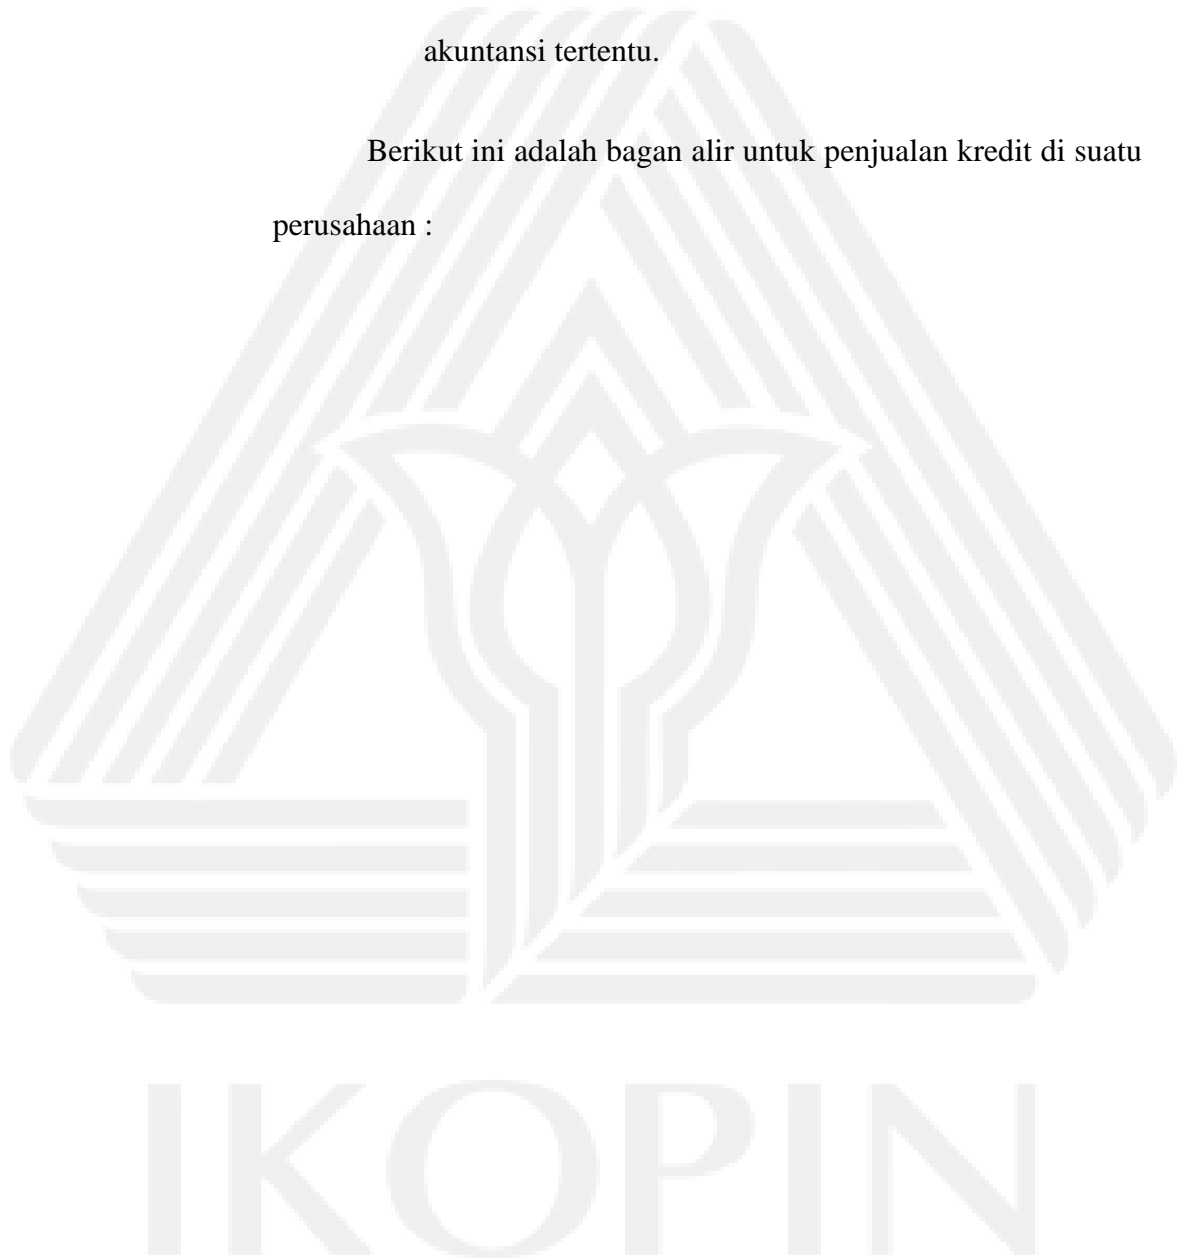 akuntansi tertentu.
Berikut ini adalah bagan alir untuk penjualan kredit di suatu
perusahaan :
IKOPIN